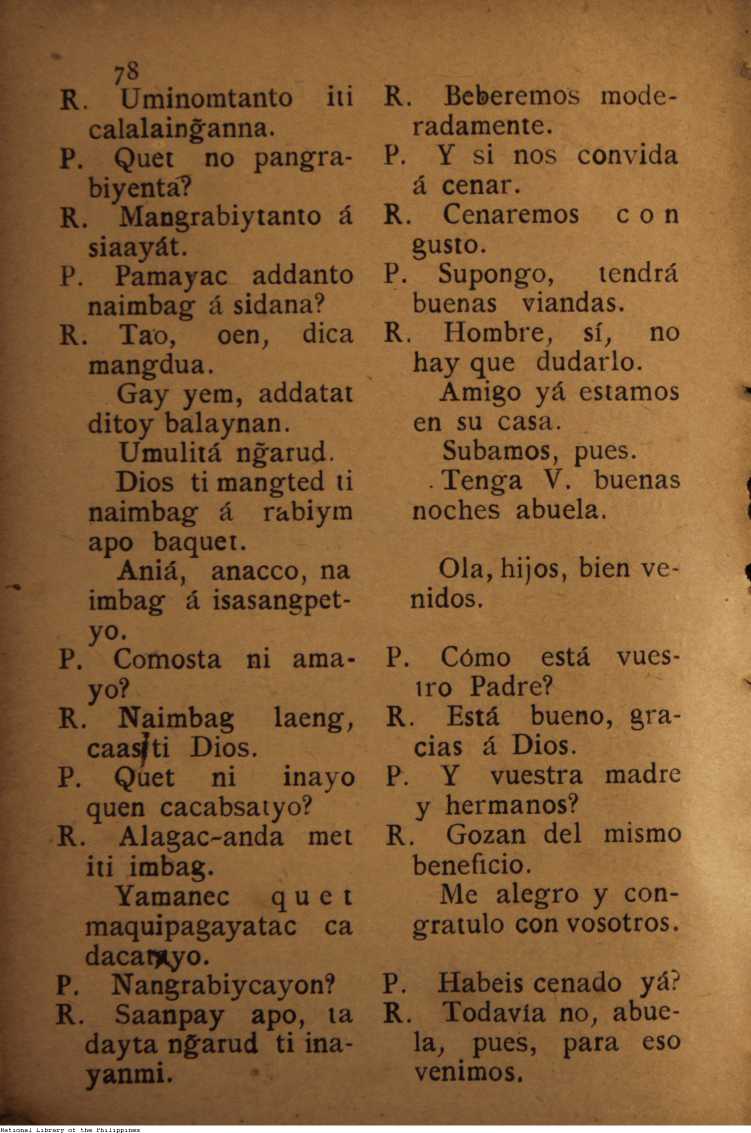 78
R. Uminomtanto iti
calalaing̃anna.
P. Quet no pangra-
biyenta?
R. Mangrabiytanto á
siaayát.
P. Pamayac addanto
naimbag á sidana?
R. Tao, oen, dica
mangdua.
Gay yem, addatat
ditoy balaynan.
Umulitá ng̃arud.
Dios ti mangted ti
naimbag á rabiym
apo baquet.
Aniá, anacco, na
imbag á isasangpet-
yo.
P. Comosta ni ama-
yo?
R. Naimbag laeng,
caasiti Dios.
P. Quet ni inayo
quen cacabsatyo?
R. Alagac-anda met
iti imbag.
Yamanec quet
maquipagayatac ca
P. Nangrabiycayon?
R. Saanpay apo, ta
dayta ng̃arud ti ina-
yanmi.
R. Beberemos mode-
radamente.
P. Y si nos convida
á cenar.
R. Cenaremos con
gusto.
P. Supongo, tendrá
buenas viandas.
R. Hombre, sí, no
hay que dudarlo.
Amigo yá estamos
en su casa.
Subamos, pues.
Tenga V. buenas
noches abuela.
Ola, hijos, bien ve-
nidos.
P. Cómo está vues-
tro Padre?
R. Está bueno, gra-
cias á Dios.
P. Y vuestra madre
y hermanos?
R. Gozan del mismo
beneficio.
Me alegro y con-
gratulo con vosotros.
P. Habeis cenado yá?
R. Todavía no, abue-
la, pues, para eso
venimos.
National Library of the Philippines